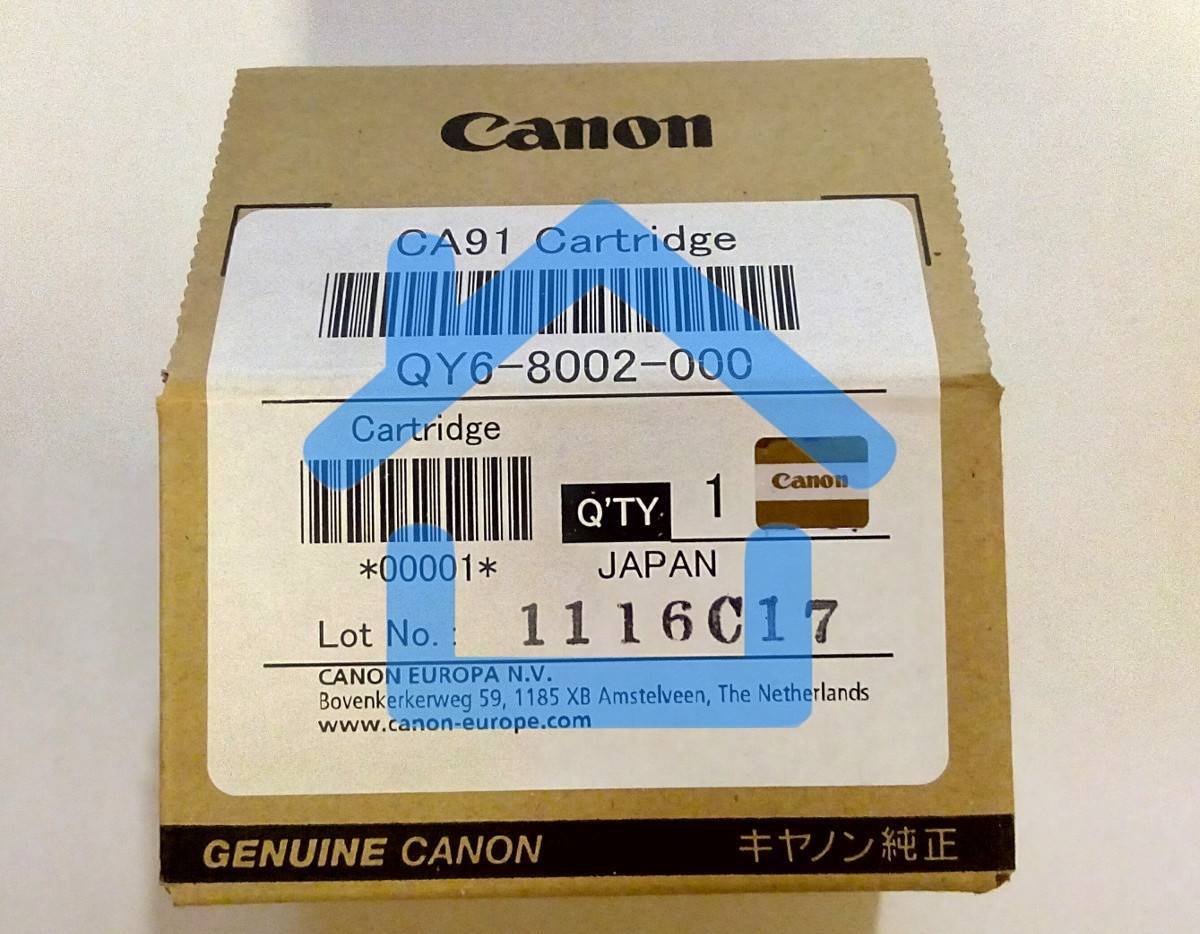 Canon
CA91 Cartridge
QY6-8002-000
Cartridge
Q'TY 1
Canon
*00001*
JAPAN
Lot No.: 1116C17
CANON EUROPA N.V.
Bovenkerkerweg 59, 1185 XB Amstelveen, The Netherlands
www.canon-europe.com
GENUINE CANON キヤノン純正